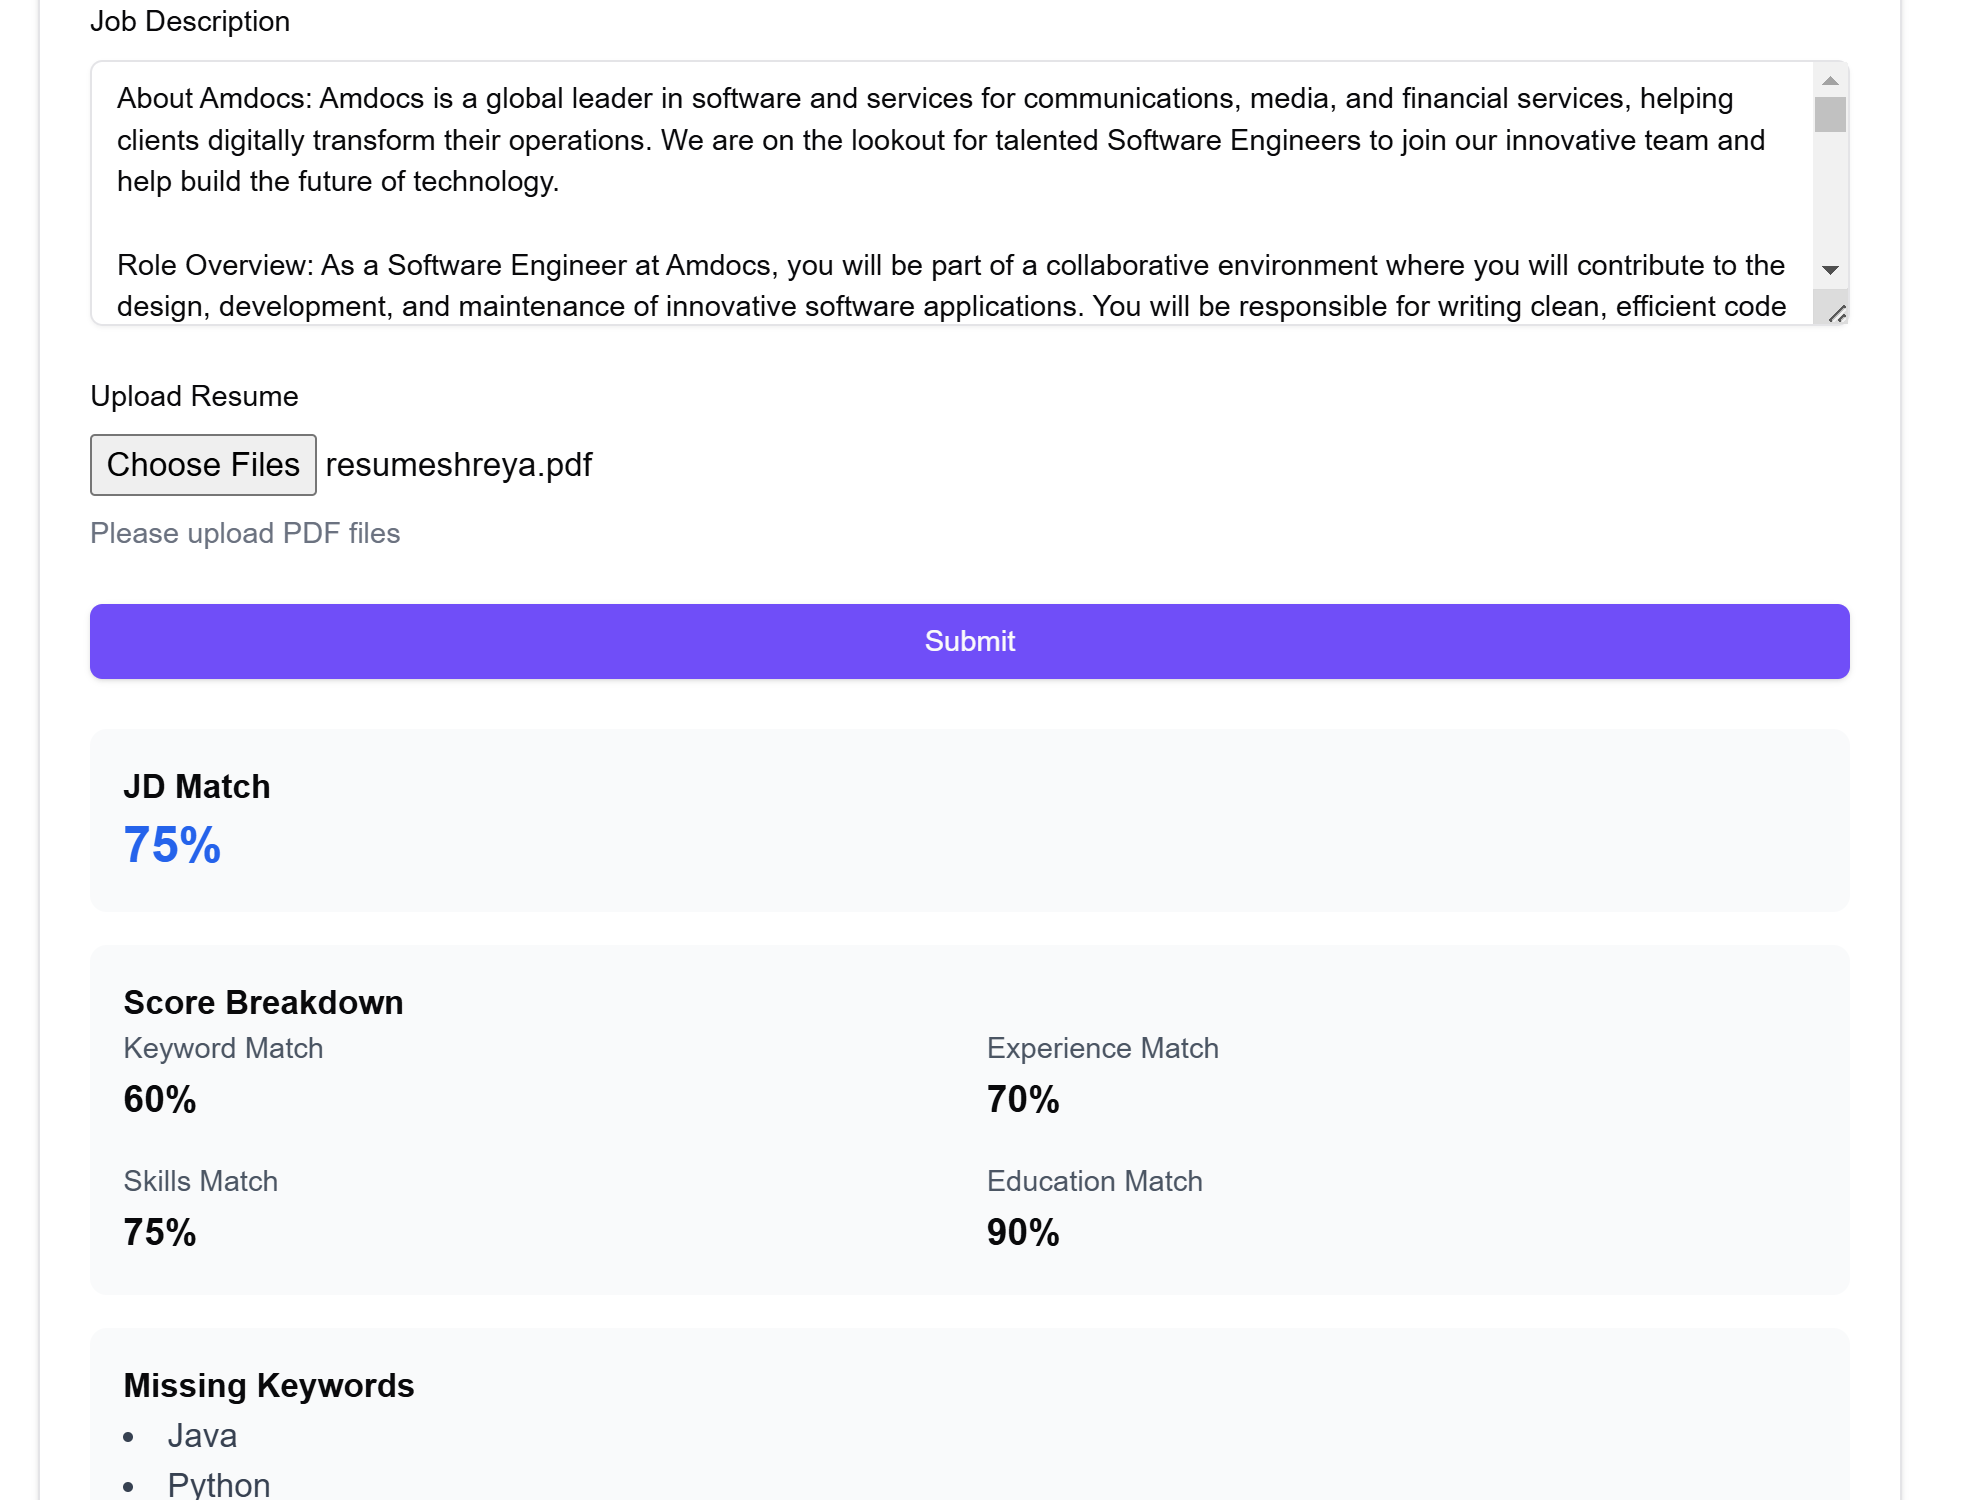 Job Description
About Amdocs: Amdocs is a global leader in software and services for communications, media, and financial services, helping
clients digitally transform their operations. We are on the lookout for talented Software Engineers to join our innovative team and
help build the future of technology.
Role Overview: As a Software Engineer at Amdocs, you will be part of a collaborative environment where you will contribute to the
design, development, and maintenance of innovative software applications. You will be responsible for writing clean, efficient code
Upload Resume
Choose Files resumeshreya.pdf
Please upload PDF files
Submit
JD Match
75%
Score Breakdown
Keyword Match
60%
Experience Match
70%
Skills Match
75%
Education Match
90%
Missing Keywords
• Java
• Python